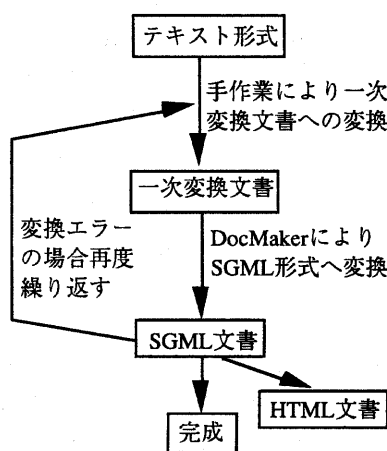 テキスト形式
手作業により一次
変換文書への変換
一次変換文書
変換エラー
の場合再度
繰り返す
DocMakerにより
SGML形式へ変換
SGML文書
HTML文書
完成